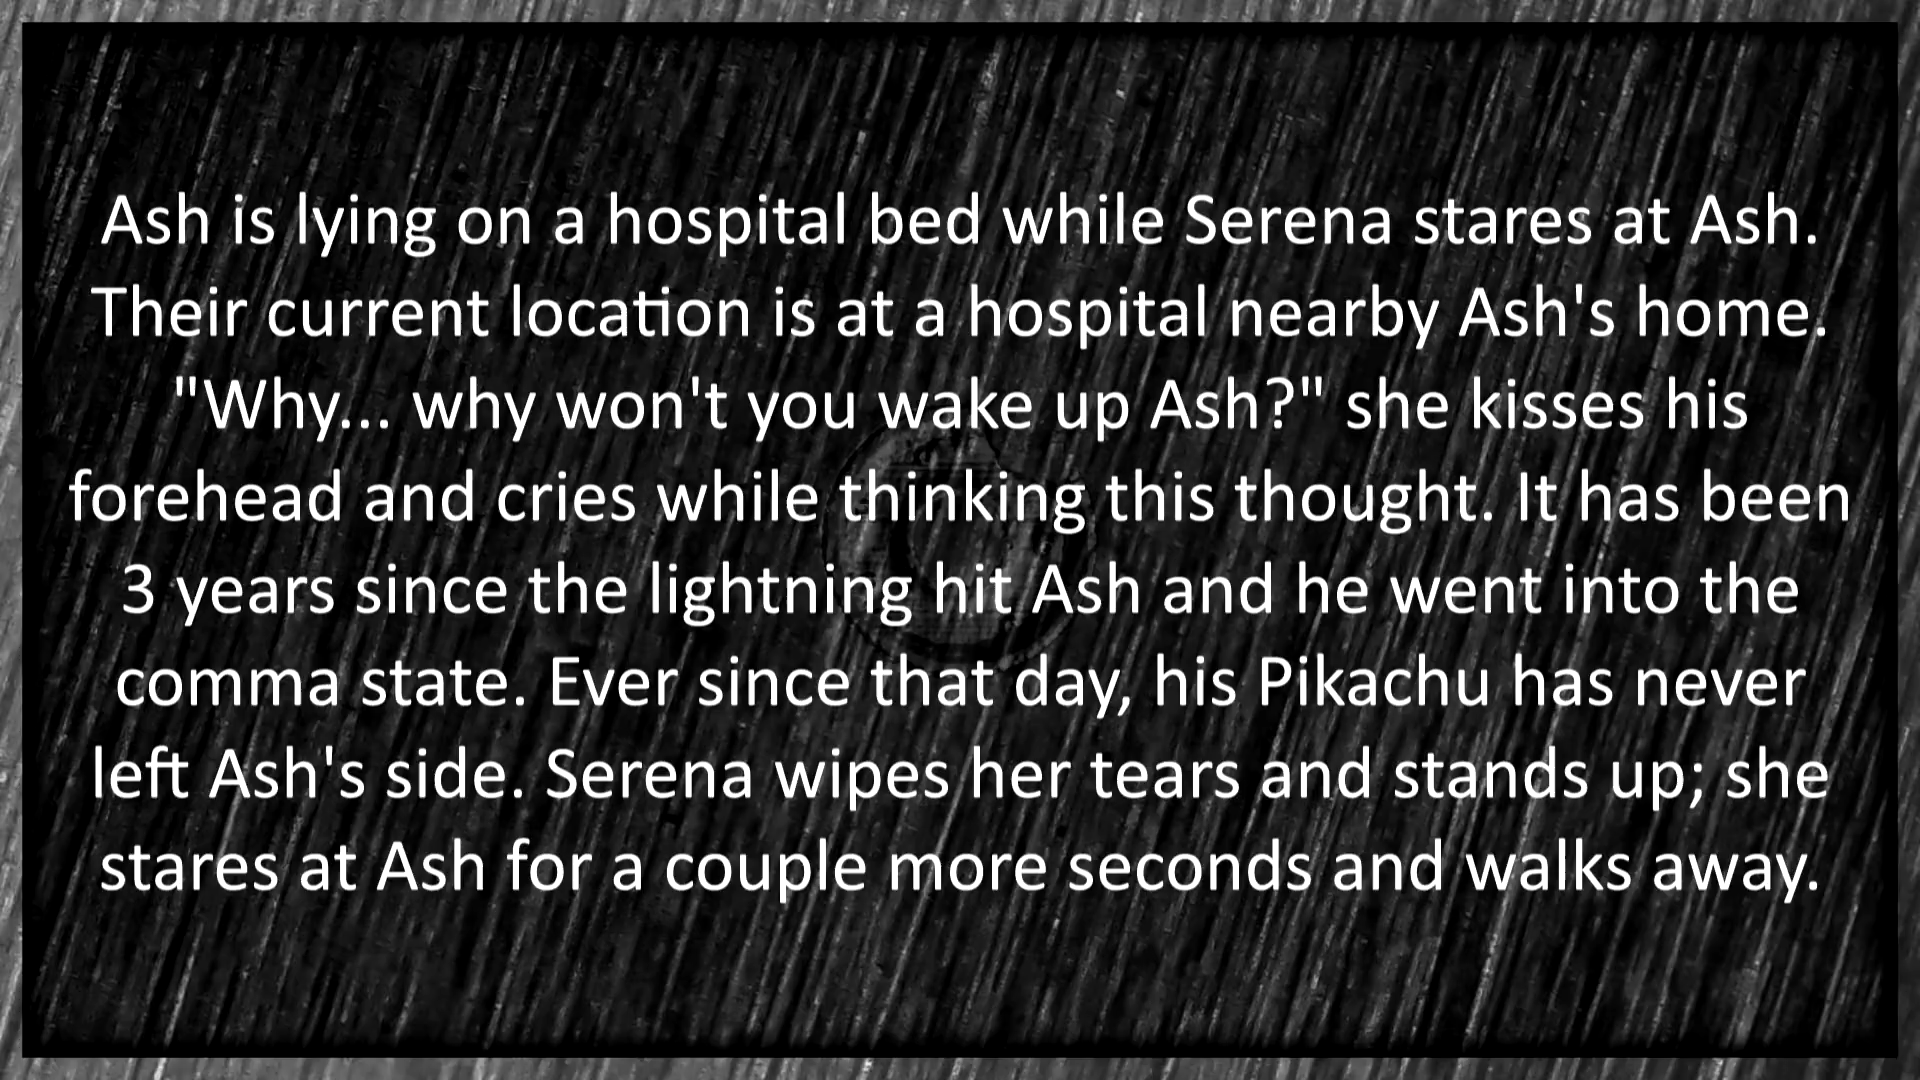 Ash is lying on a hospital bed while Serena stares at Ash.
Their current location is at a hospital nearby Ash's home.
"Why... why won't you wake up Ash?" she kisses his
forehead and cries while thinking this thought. It has been
3 years since the lightning hit Ash and he went into the
comma state. Ever since that day, his Pikachu has never
left Ash's side. Serena wipes her tears and stands up; she
stares at Ash for a couple more seconds and walks away.